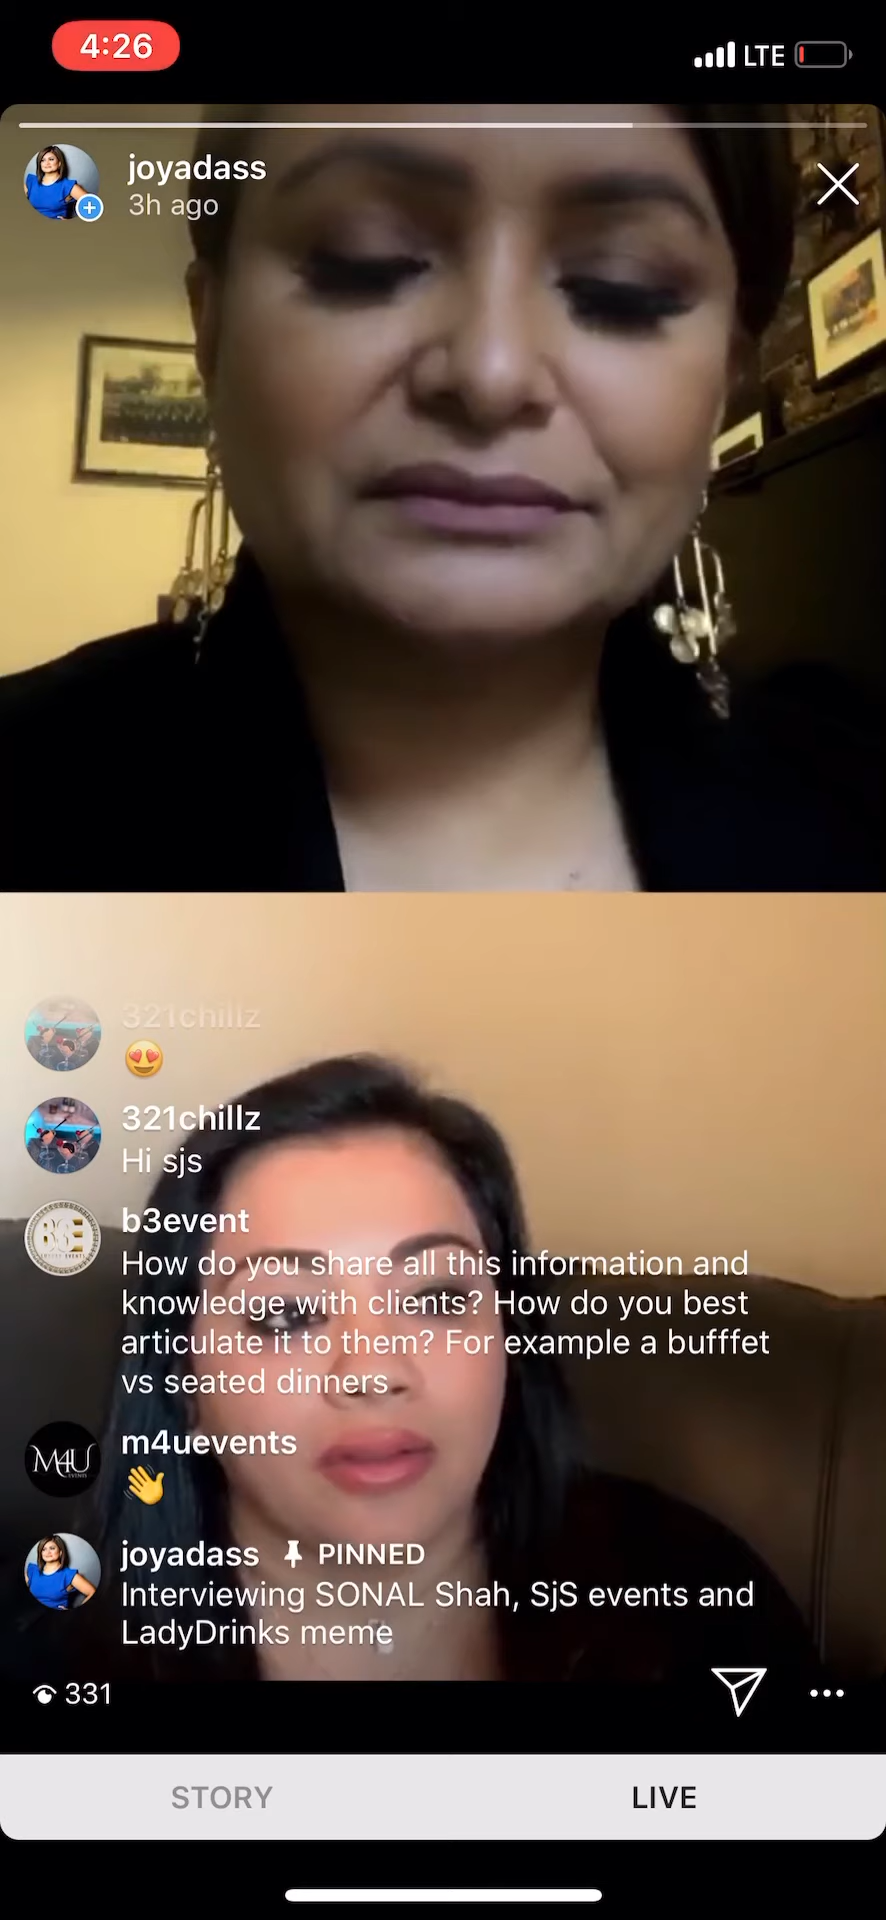 4:26
LTE
joyadass
3h ago
321chillz
😍
321chillz
Hi sjs
b3event
How do you share all this information and
knowledge with clients? How do you best
articulate it to them? For example a bufffet
vs seated dinners
M4U
EVENTS
m4uevents
👋
joyadass PINNED
Interviewing SONAL Shah, SjS events and
LadyDrinks meme
331
STORY
LIVE